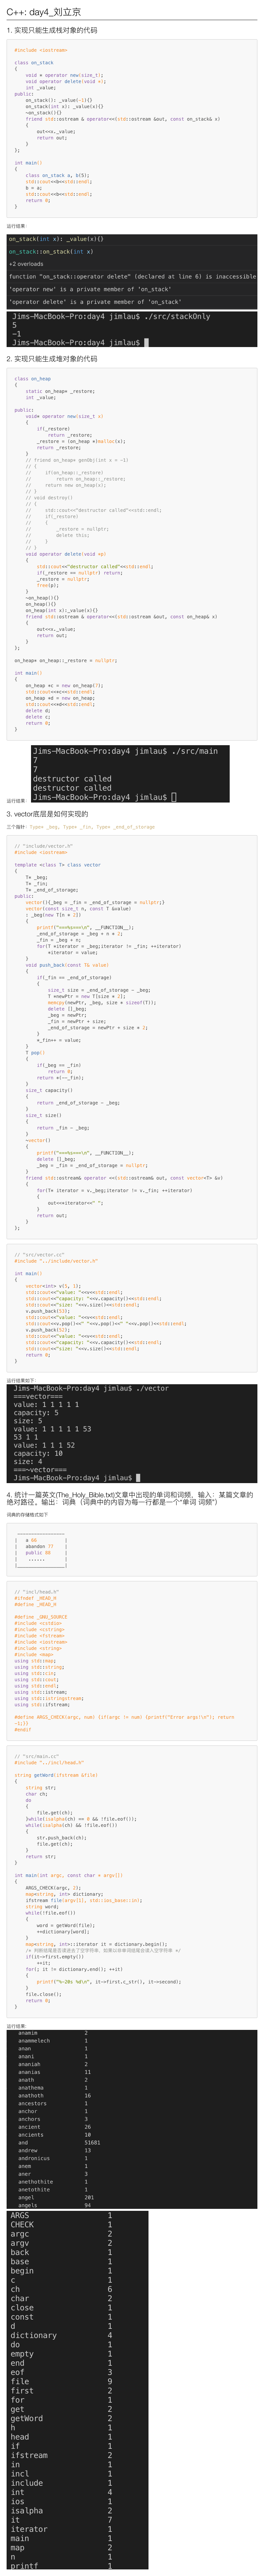 C++: day4_刘立京
1. 实现只能生成栈对象的代码
#include <iostream>
class on_stack
{
    void * operator new(size_t);
    void operator delete(void *);
    int _value;
public:
    on_stack(): _value(-1){}
    on_stack(int x): _value(x){}
    ~on_stack(){}
    friend std::ostream & operator<<(std::ostream &out, const on_stack& x)
    {
        out<<x._value;
        return out;
    }
};
int main()
{
    class on_stack a, b(5);
    std::cout<<b<<std::endl;
    b = a;
    std::cout<<b<<std::endl;
    return 0;
}
运行结果:
on_stack(int x): _value(x){}
on_stack::on_stack(int x)
+2 overloads
function "on_stack::operator delete" (declared at line 6) is inaccessible
'operator new' is a private member of 'on_stack'
'operator delete' is a private member of 'on_stack'
Jims-MacBook-Pro:day4 jimlau$ ./src/stackOnly
5
-1
Jims-MacBook-Pro:day4 jimlau$
2. 实现只能生成堆对象的代码
class on_heap
{
    static on_heap* _restore;
    int _value;
public:
    void* operator new(size_t x)
    {
        if(_restore)
            return _restore;
        _restore = (on_heap *)malloc(x);
        return _restore;
    }
    // friend on_heap* genObj(int x = -1)
    // {
    //     if(on_heap::_restore)
    //         return on_heap::_restore;
    //     return new on_heap(x);
    // }
    // void destroy()
    // {
    //     std::cout<<"destructor called"<<std::endl;
    //     if(_restore)
    //     {
    //         _restore = nullptr;
    //         delete this;
    //     }
    // }
    void operator delete(void *p)
    {
        std::cout<<"destructor called"<<std::endl;
        if(_restore == nullptr) return;
        _restore = nullptr;
        free(p);
    }
    ~on_heap(){}
    on_heap(){}
    on_heap(int x):_value(x){}
    friend std::ostream & operator<<(std::ostream &out, const on_heap& x)
    {
        out<<x._value;
        return out;
    }
};
on_heap* on_heap::_restore = nullptr;
int main()
{
    on_heap *c = new on_heap(7);
    std::cout<<*c<<std::endl;
    on_heap *d = new on_heap;
    std::cout<<*d<<std::endl;
    delete d;
    delete c;
    return 0;
}
Jims-MacBook-Pro:day4 jimlau$ ./src/main
7
7
destructor called
destructor called
运行结果: Jims-MacBook-Pro:day4 jimlau$
3. vector底层是如何实现的
三个指针: Type* _beg, Type* _fin, Type* _end_of_storage
// "include/vector.h"
#include <iostream>
template <class T> class vector
{
    T* _beg;
    T* _fin;
    T* _end_of_storage;
public:
    vector(){_beg = _fin = _end_of_storage = nullptr;}
    vector(const size_t n, const T &value)
    : _beg(new T[n * 2])
    {
        printf("===%s===\n", __FUNCTION__);
        _end_of_storage = _beg + n * 2;
        _fin = _beg + n;
        for(T *iterator = _beg;iterator != _fin; ++iterator)
            *iterator = value;
    }
    void push_back(const T& value)
    {
        if(_fin == _end_of_storage)
        {
            size_t size = _end_of_storage - _beg;
            T *newPtr = new T[size * 2];
            memcpy(newPtr, _beg, size * sizeof(T));
            delete []_beg;
            _beg = newPtr;
            _fin = newPtr + size;
            _end_of_storage = newPtr + size * 2;
        }
        *_fin++ = value;
    }
    T pop()
    {
        if(_beg == _fin)
            return 0;
        return *(--_fin);
    }
    size_t capacity()
    {
        return _end_of_storage - _beg;
    }
    size_t size()
    {
        return _fin - _beg;
    }
    ~vector()
    {
        printf("===%s===\n", __FUNCTION__);
        delete []_beg;
        _beg = _fin = _end_of_storage = nullptr;
    }
    friend std::ostream& operator <<(std::ostream& out, const vector<T> &v)
    {
        for(T* iterator = v._beg;iterator != v._fin; ++iterator)
        {
            out<<*iterator<<" ";
        }
        return out;
    }
};
// "src/vector.cc"
#include "../include/vector.h"
int main()
{
    vector<int> v(5, 1);
    std::cout<<"value: "<<v<<std::endl;
    std::cout<<"capacity: "<<v.capacity()<<std::endl;
    std::cout<<"size: "<<v.size()<<std::endl;
    v.push_back(53);
    std::cout<<"value: "<<v<<std::endl;
    std::cout<<v.pop()<<" "<<v.pop()<<" "<<v.pop()<<std::endl;
    v.push_back(52);
    std::cout<<"value: "<<v<<std::endl;
    std::cout<<"capacity: "<<v.capacity()<<std::endl;
    std::cout<<"size: "<<v.size()<<std::endl;
    return 0;
}
运行结果如下:
Jims-MacBook-Pro:day4 jimlau$ ./vector
===vector===
value: 1 1 1 1 1
capacity: 5
size: 5
value: 1 1 1 1 1 53
53 1 1
value: 1 1 1 52
capacity: 10
size: 4
===~vector===
Jims-MacBook-Pro:day4 jimlau$
4. 统计一篇英文(The_Holy_Bible.txt)文章中出现的单词和词频，输入：某篇文章的
绝对路径，输出：词典（词典中的内容为每一行都是一个“单词 词频”）
词典的存储格式如下
| a 66 |
| abandon 77 |
| public 88 |
| ...... |
// "incl/head.h"
#ifndef _HEAD_H
#define _HEAD_H
#define _GNU_SOURCE
#include <cstdio>
#include <cstring>
#include <fstream>
#include <iostream>
#include <string>
#include <map>
using std::map;
using std::string;
using std::cin;
using std::cout;
using std::endl;
using std::istream;
using std::istringstream;
using std::ifstream;
#define ARGS_CHECK(argc, num) {if(argc != num) {printf("Error args!\n"); return
-1;}}
#endif
// "src/main.cc"
#include "../incl/head.h"
string getWord(ifstream &file)
{
    string str;
    char ch;
    do
    {
        file.get(ch);
    }while(isalpha(ch) == 0 && !file.eof());
    while(isalpha(ch) && !file.eof())
    {
        str.push_back(ch);
        file.get(ch);
    }
    return str;
}
int main(int argc, const char * argv[])
{
    ARGS_CHECK(argc, 2);
    map<string, int> dictionary;
    ifstream file(argv[1], std::ios_base::in);
    string word;
    while(!file.eof())
    {
        word = getWord(file);
        ++dictionary[word];
    }
    map<string, int>::iterator it = dictionary.begin();
    if(it->first.empty())
        ++it;
    for(; it != dictionary.end(); ++it)
    {
        printf("%-20s %d\n", it->first.c_str(), it->second);
    }
    file.close();
    return 0;
}
运行结果:
anamim 2
anammelech 1
anan 1
anani 1
ananiah 2
ananias 11
anath 2
anathema 1
anathoth 16
ancestors 1
anchor 1
anchors 3
ancient 26
ancients 10
and 51681
andrew 13
andronicus 1
anem 1
aner 3
anethothite 1
anetothite 1
angel 201
angels 94
ARGS 1
CHECK 1
argc 2
argv 2
back 1
base 1
begin 1
c 1
ch 6
char 2
close 1
const 1
d 1
dictionary 4
do 1
empty 1
end 1
eof 3
file 9
first 2
for 1
get 2
getWord 2
h 1
head 1
if 1
ifstream 2
in 1
incl 1
include 1
int 4
ios 1
isalpha 2
it 7
iterator 1
main 1
map 2
n 1
printf 1